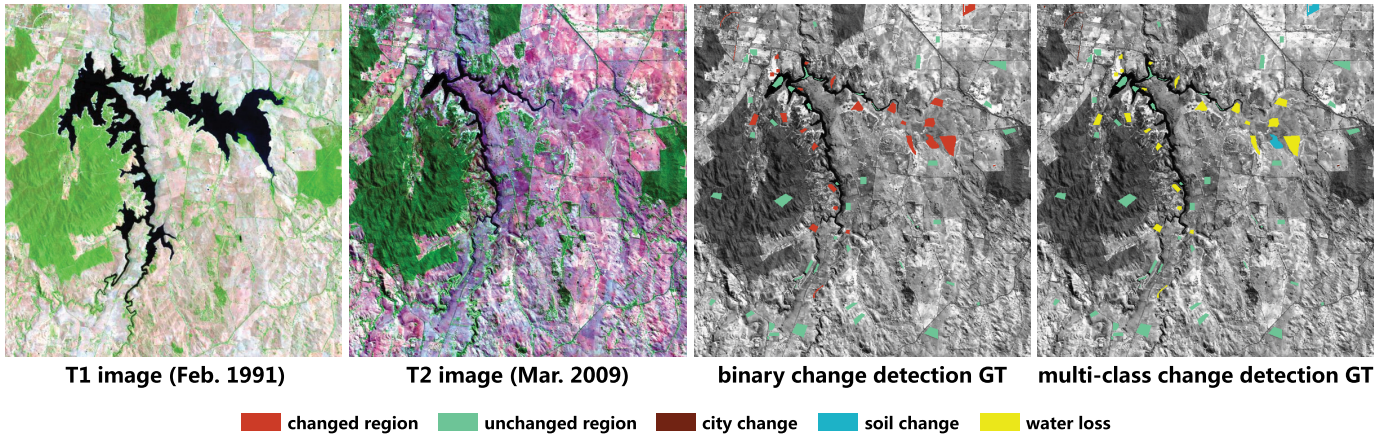 T1 image (Feb. 1991) T2 image (Mar. 2009) binary change detection GT multi-class change detection GT
changed region unchanged region city change soil change water loss